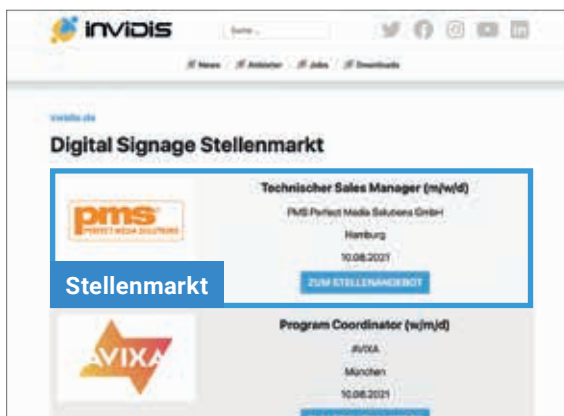 invidis
Suche ...
News Anbieter Jobs Downloads
invidis.de
Digital Signage Stellenmarkt
pms
PERFECT MEDIA SOLUTIONS
Technischer Sales Manager (m/w/d)
PMS Perfect Media Solutions GmbH
Hamburg
10.08.2021
ZUM STELLENANGEBOT
Stellenmarkt
AVIXA
Program Coordinator (w/m/d)
AVIXA
München
10.08.2021